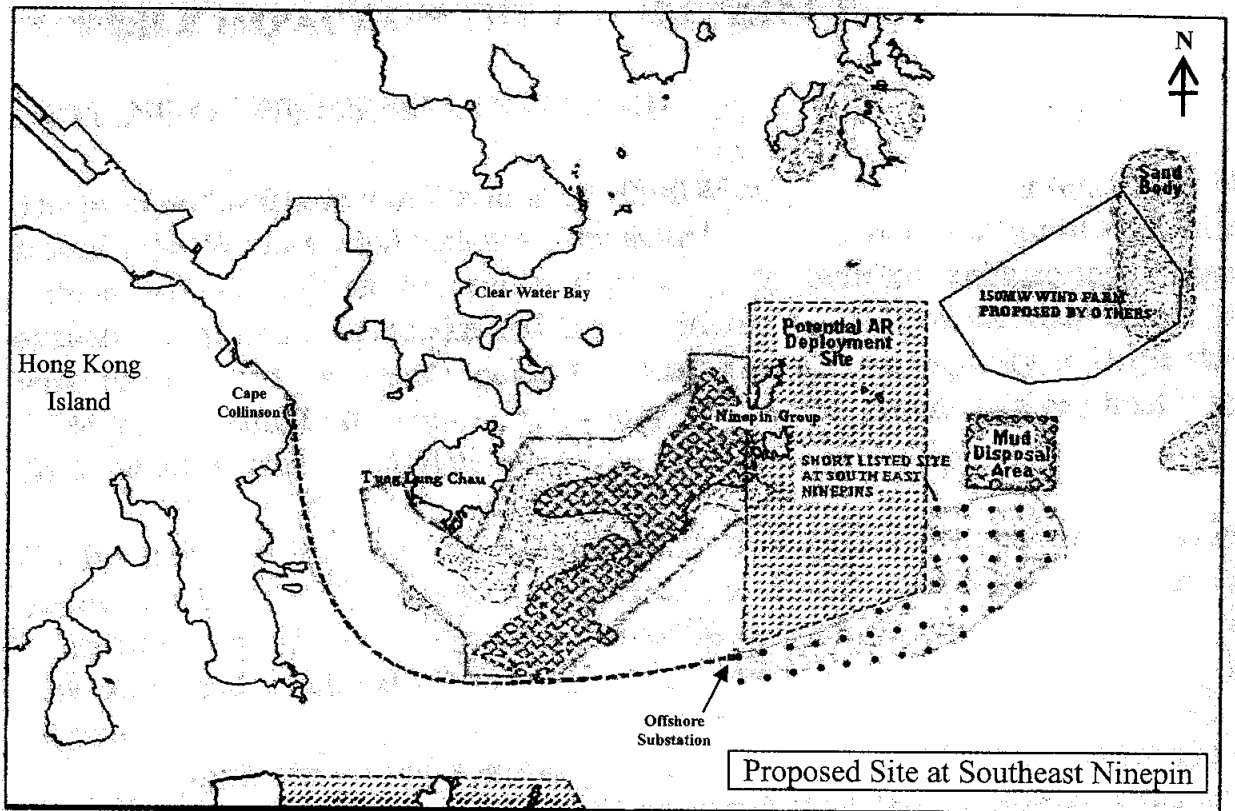 N
Sand
Body
Clear Water Bay
150MW WIND FARM
PROPOSED BY OTHERS
Potential AR
Deployment
Site
Hong Kong
Island
Cape
Collinson
Ninepin Group
Mud
Disposal
Area
SHORT LISTED SITE
AT SOUTH EAST
NINEPINS
Tung Lung Chau
Offshore
Substation
Proposed Site at Southeast Ninepin